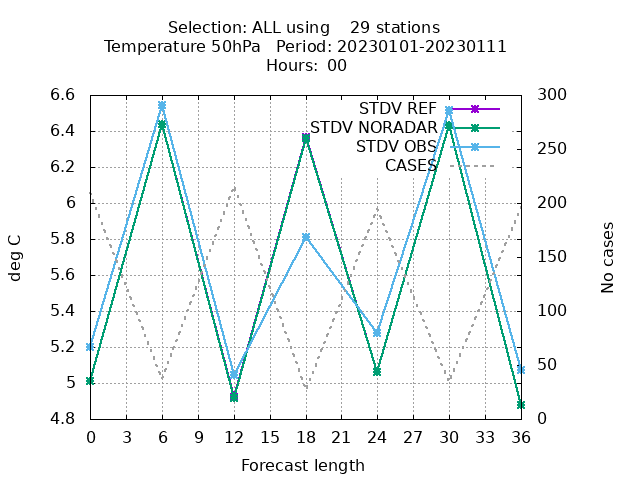 Selection: ALL using    29 stations
Temperature 50hPa   Period: 20230101-20230111
Hours:  00
STDV REF
STDV NORADAR
STDV OBS
CASES
6.6
6.4
6.2
6
5.8
5.6
5.4
5.2
5
4.8
deg C
300
250
200
150
100
50
0
No cases
0 3 6 9 12 15 18 21 24 27 30 33 36
Forecast length